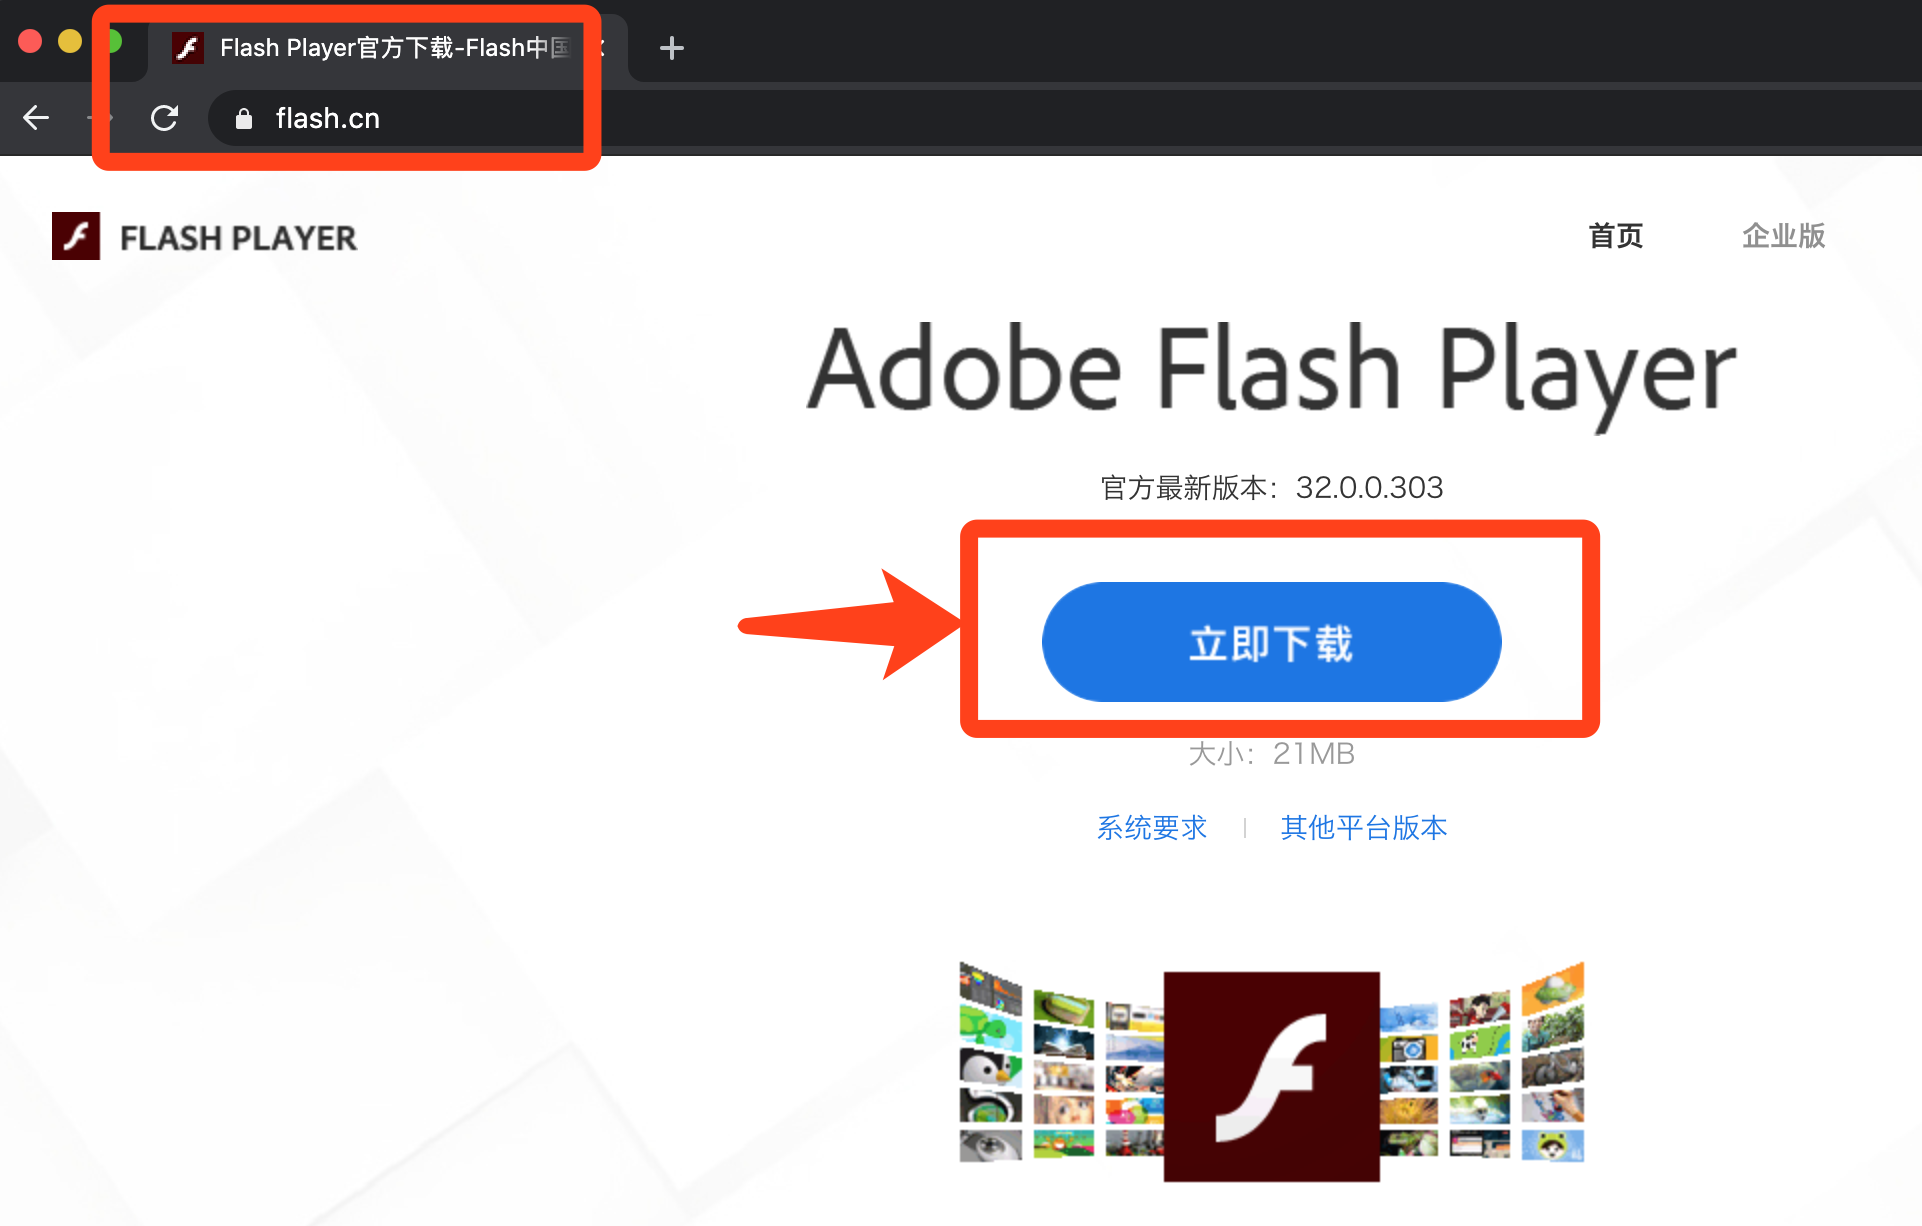 Flash Player官方下载-Flash中国
flash.cn
FLASH PLAYER
首页
企业版
Adobe Flash Player
官方最新版本：32.0.0.303
立即下载
大小：21MB
系统要求
其他平台版本